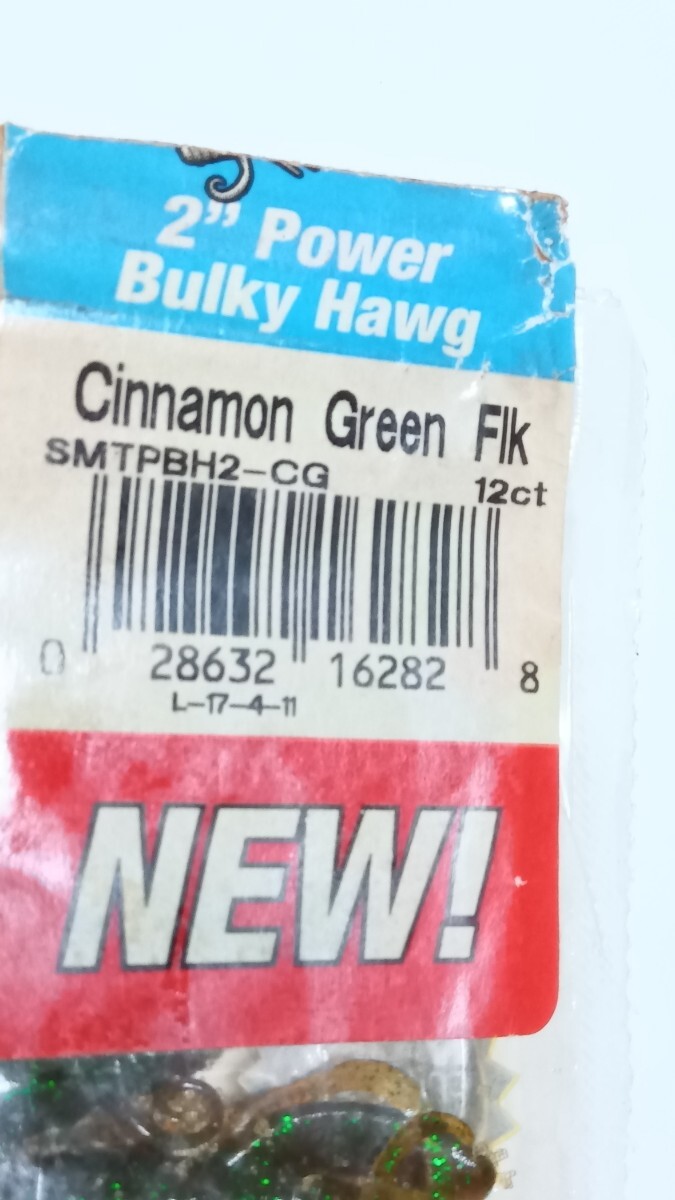 2” Power
Bulky Hawg
Cinnamon Green Flk
SMTPBH2-CG
12ct
0 28632 16282 8
L-17-4-11
NEW!